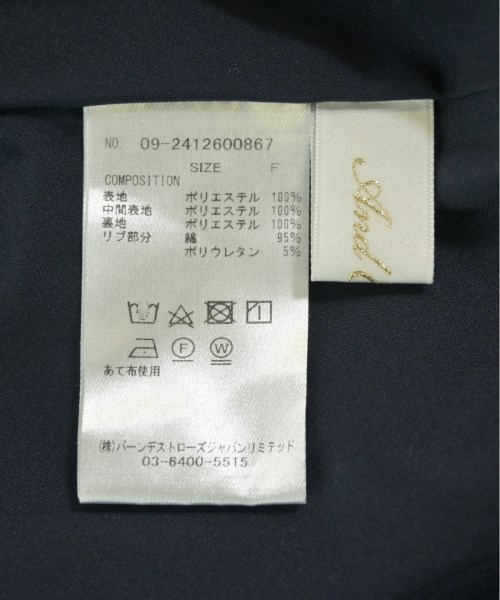 NO. 09-2412600867
SIZE F
COMPOSITION
表地 ポリエステル 100%
中間表地 ポリエステル 100%
裏地 ポリエステル 100%
リブ部分 綿 95%
ポリウレタン 5%
F W
あて布使用
(株)バーンデストローズジャパンリミテッド
03-6400-5515
And